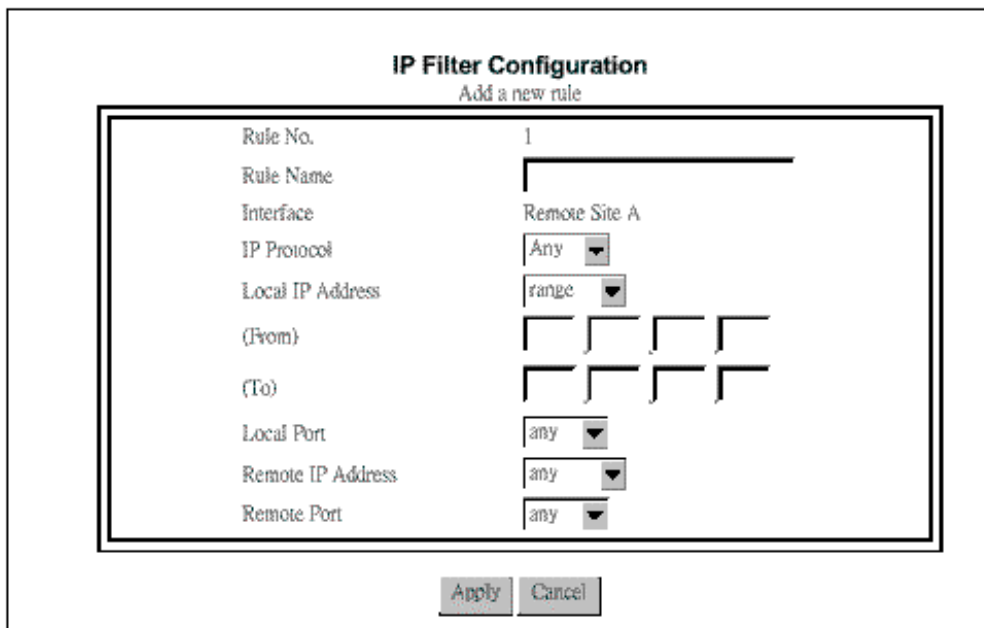 IP Filter Configuration
Add a new rule
Rule No. 1
Rule Name
Interface Remote Site A
IP Protocol Any
Local IP Address range
(From)
(To)
Local Port any
Remote IP Address any
Remote Port any
Apply Cancel